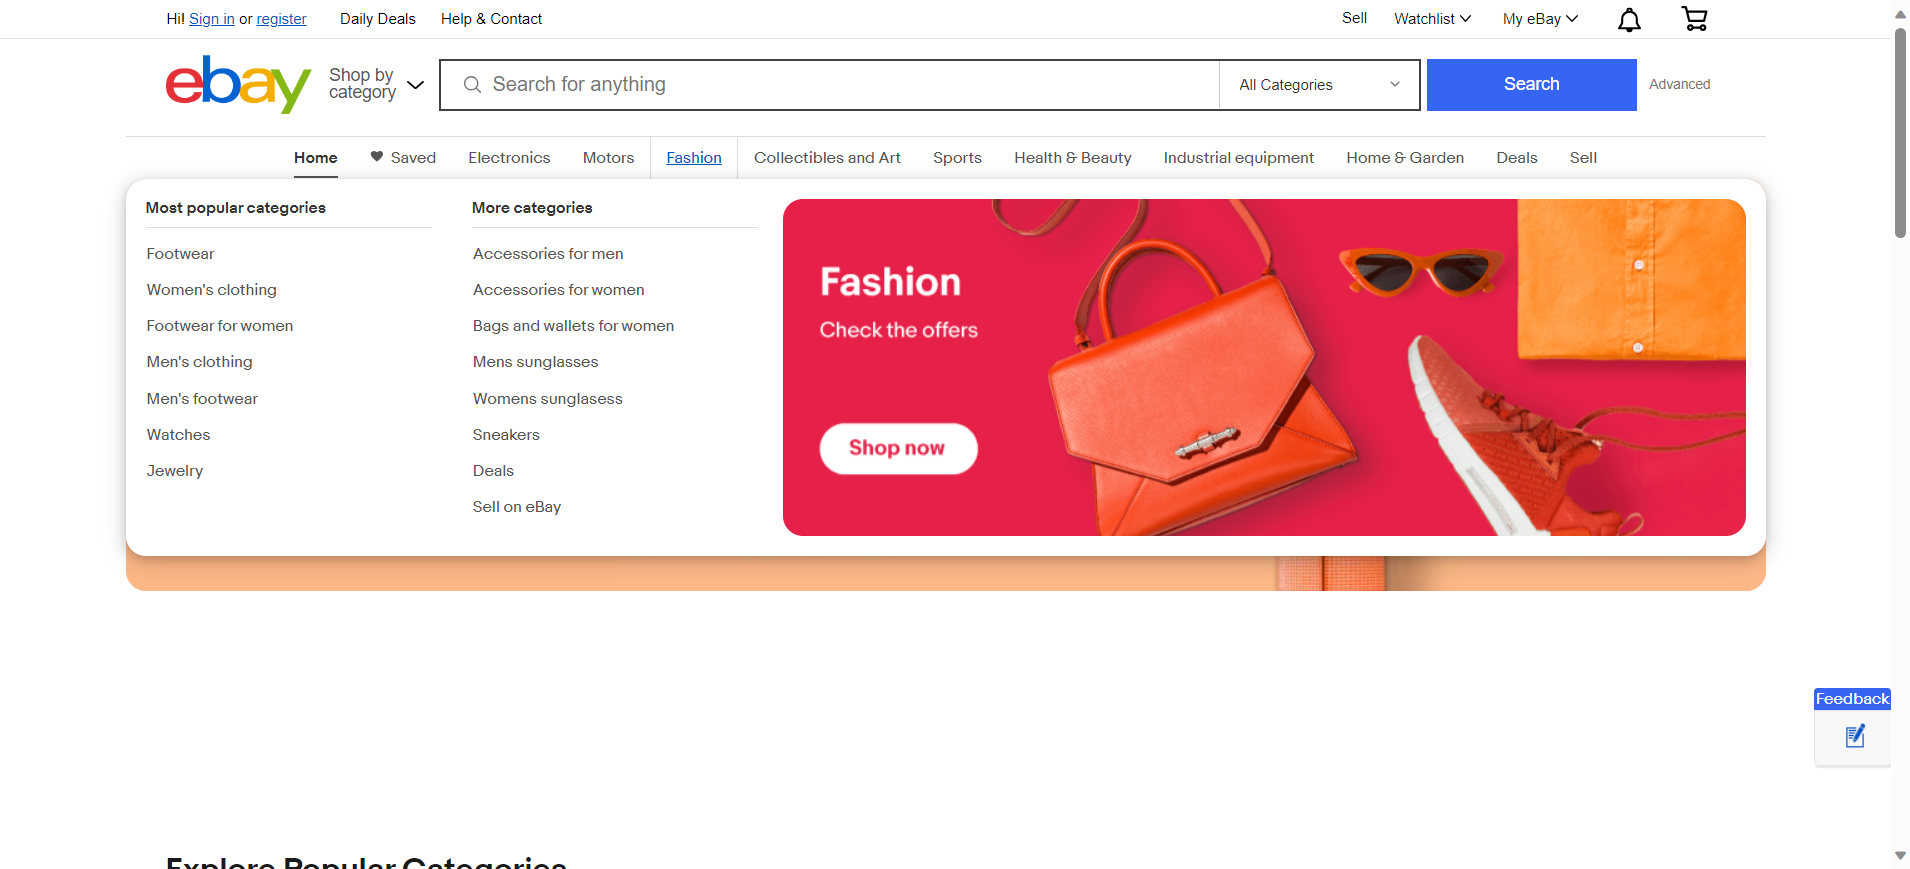 Hi! Sign in or register
Daily Deals
Help & Contact
Sell
Watchlist
My eBay
ebay
Shop by
category
Search for anything
All Categories
Search
Advanced
Home
Saved
Electronics
Motors
Fashion
Collectibles and Art
Sports
Health & Beauty
Industrial equipment
Home & Garden
Deals
Sell
Most popular categories
Footwear
Women's clothing
Footwear for women
Men's clothing
Men's footwear
Watches
Jewelry
More categories
Accessories for men
Accessories for women
Bags and wallets for women
Mens sunglasses
Womens sunglasess
Sneakers
Deals
Sell on eBay
Fashion
Check the offers
Shop now
Feedback
Explore Popular Categories